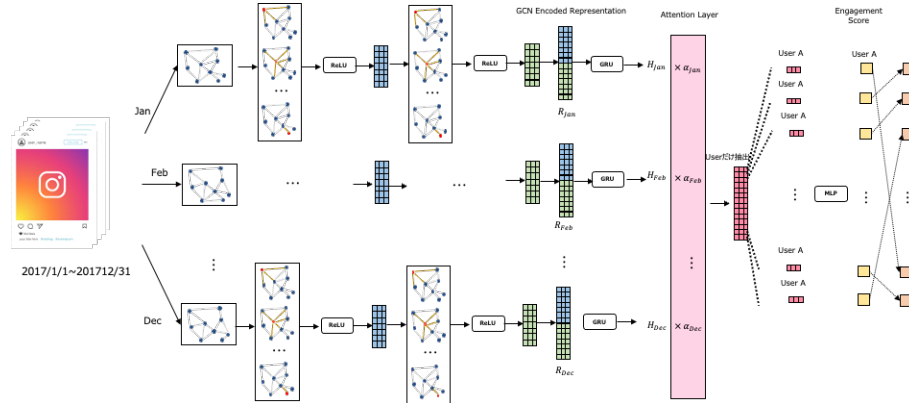 GCN Encoded Representation
Attention Layer
Engagement
Score
Jan
ReLU
...
ReLU
...
GRU
R_Jan
H_Jan
× α_jan
User A
User A
User A
User A
Feb
...
...
GRU
R_Feb
H_Feb
× α_Feb
Userだけ抽出
⋮
MLP
⋮
2017/1/1~201712/31
⋮
⋮
⋮
Dec
ReLU
...
ReLU
...
GRU
R_Dec
H_Dec
× α_Dec
User A
User A